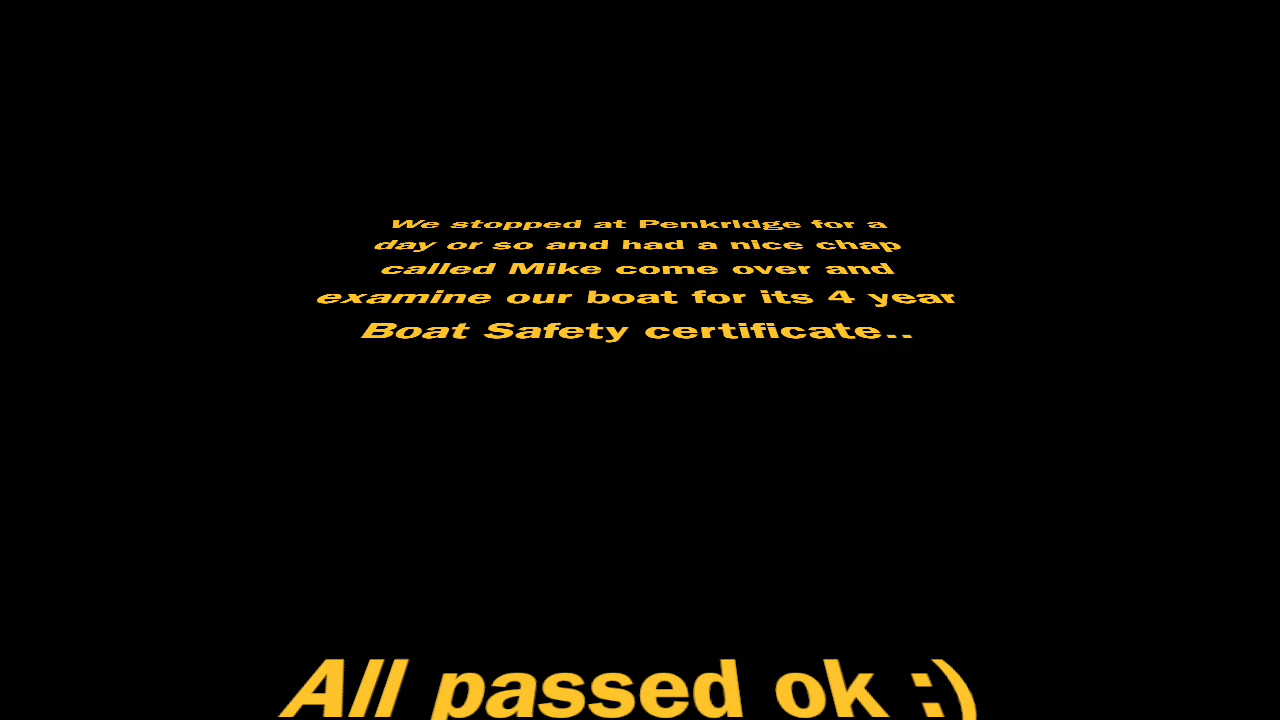 We stopped at Penkridge for a
day or so and had a nice chap
called Mike come over and
examine our boat for its 4 year
Boat Safety certificate..
All passed ok :)